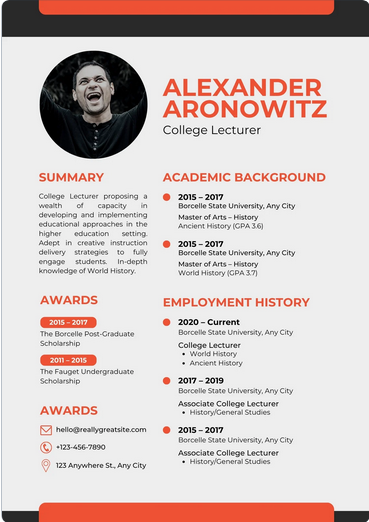 ALEXANDER
ARONOWITZ
College Lecturer
SUMMARY
College Lecturer proposing a
wealth of capacity in
developing and implementing
educational approaches in the
higher education setting.
Adept in creative instruction
delivery strategies to fully
engage students. In-depth
knowledge of World History.
AWARDS
2015 – 2017
The Borcelle Post-Graduate
Scholarship
2011 – 2015
The Fauget Undergraduate
Scholarship
AWARDS
hello@reallygreatsite.com
+123-456-7890
123 Anywhere St., Any City
ACADEMIC BACKGROUND
2015 – 2017
Borcelle State University, Any City
Master of Arts – History
Ancient History (GPA 3.6)
2015 – 2017
Borcelle State University, Any City
Master of Arts – History
World History (GPA 3.7)
EMPLOYMENT HISTORY
2020 – Current
Borcelle State University, Any City
College Lecturer
• World History
• Ancient History
2017 – 2019
Borcelle State University, Any City
Associate College Lecturer
• History/General Studies
2015 – 2017
Borcelle State University, Any City
Associate College Lecturer
• History/General Studies